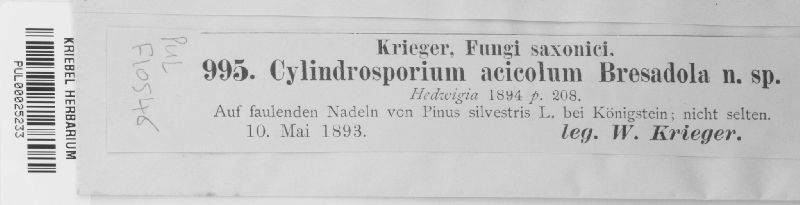 KRIEBEL HERBARIUM
PUL00025233
PUL
F10546
Krieger, Fungi saxonici.
995. Cylindrosporium acicolum Bresadola n. sp.
Hedwigia 1894 p. 208.
Auf faulenden Nadeln von Pinus silvestris L. bei Königstein; nicht selten.
10. Mai 1893.
leg. W. Krieger.